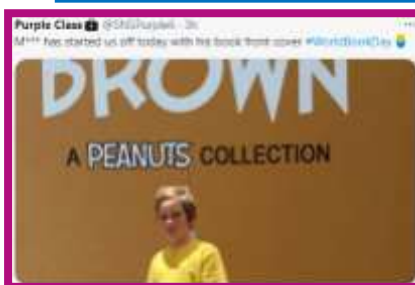 Purple Class
M*** has started us off today with his book front cover #WorldBookDay
BROWN
A PEANUTS COLLECTION